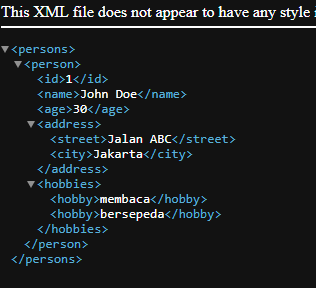 This XML file does not appear to have any style
▼<persons>
▼<person>
<id>1</id>
<name>John Doe</name>
<age>30</age>
▼<address>
<street>Jalan ABC</street>
<city>Jakarta</city>
</address>
▼<hobbies>
<hobby>membaca</hobby>
<hobby>bersepeda</hobby>
</hobbies>
</person>
</persons>